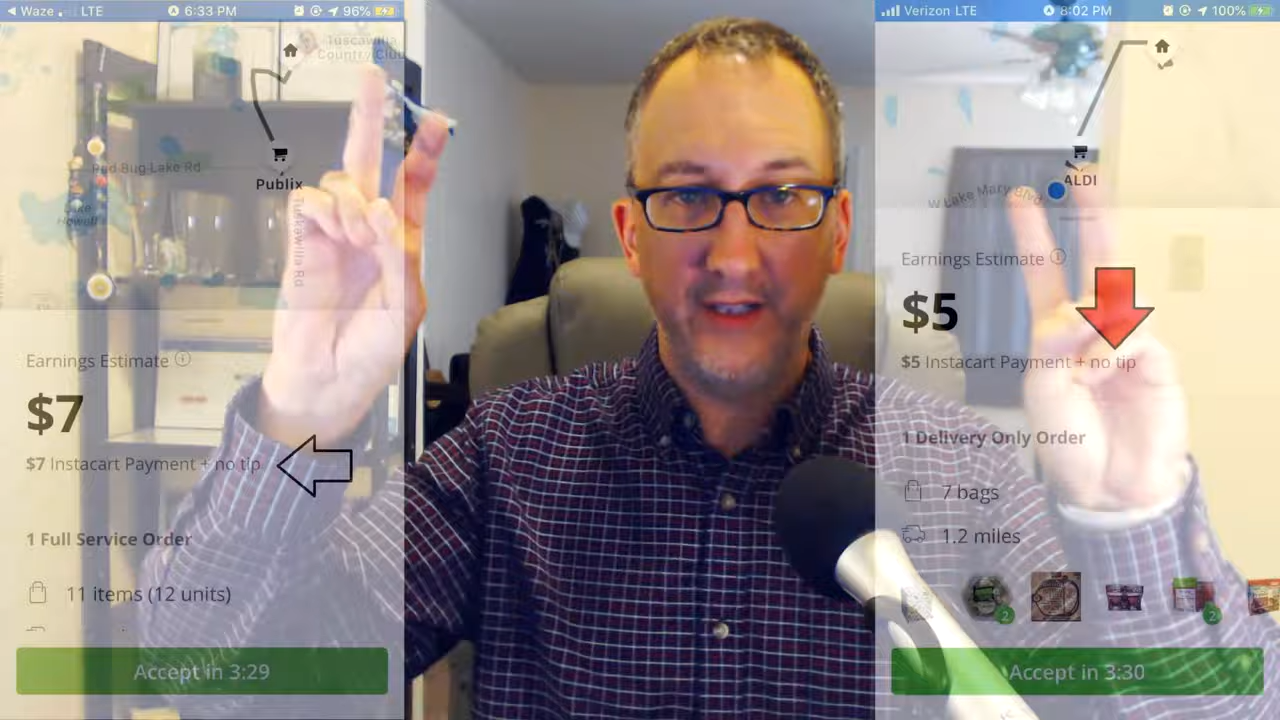 Waze LTE 6:33 PM 96%
Tuscawilla
Country Club
Red Bug Lake Rd
Publix
Lake
Howell
Tuskawilla Rd
Earnings Estimate
$7
$7 Instacart Payment + no tip
1 Full Service Order
11 items (12 units)
Accept in 3:29
Verizon LTE 8:02 PM 100%
ALDI
W Lake Mary Blvd
Earnings Estimate
$5
$5 Instacart Payment + no tip
1 Delivery Only Order
7 bags
1.2 miles
2
2
Accept in 3:30